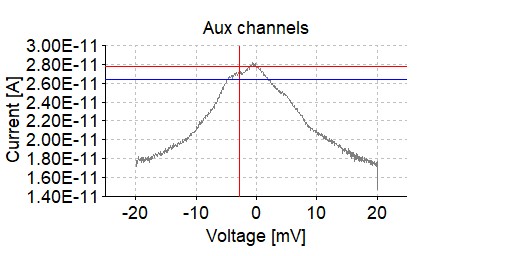 Aux channels
3.00E-11
2.80E-11
2.60E-11
2.40E-11
2.20E-11
2.00E-11
1.80E-11
1.60E-11
1.40E-11
Current [A]
-20 -10 0 10 20
Voltage [mV]